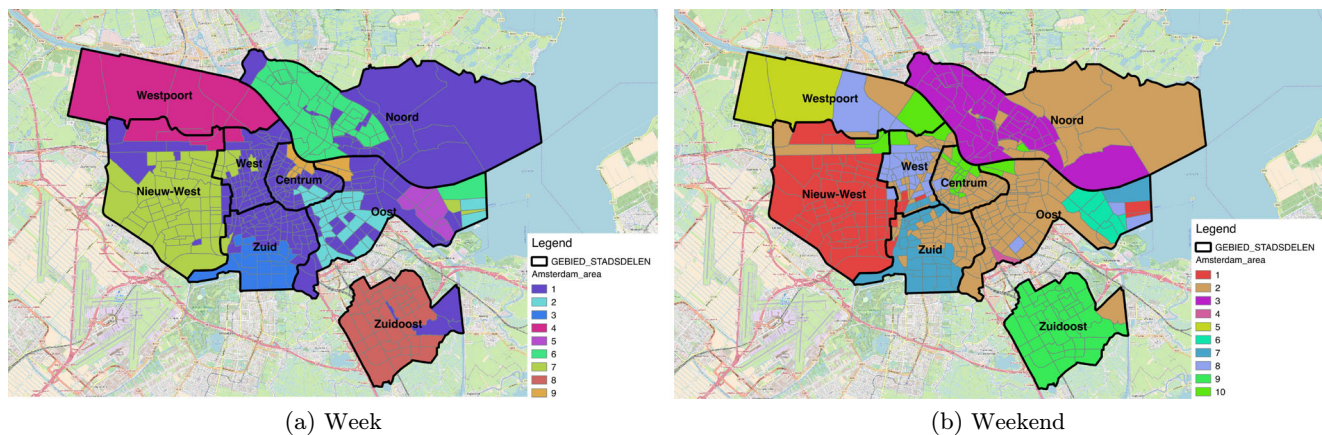 Westpoort
Noord
West
Centrum
Nieuw-West
Oost
Zuid
Zuidoost
Legend
GEBIED_STADSDELEN
Amsterdam_area
1
2
3
4
5
6
7
8
9
(a) Week
Westpoort
Noord
West
Centrum
Nieuw-West
Oost
Zuid
Zuidoost
Legend
GEBIED_STADSDELEN
Amsterdam_area
1
2
3
4
5
6
7
8
9
10
(b) Weekend